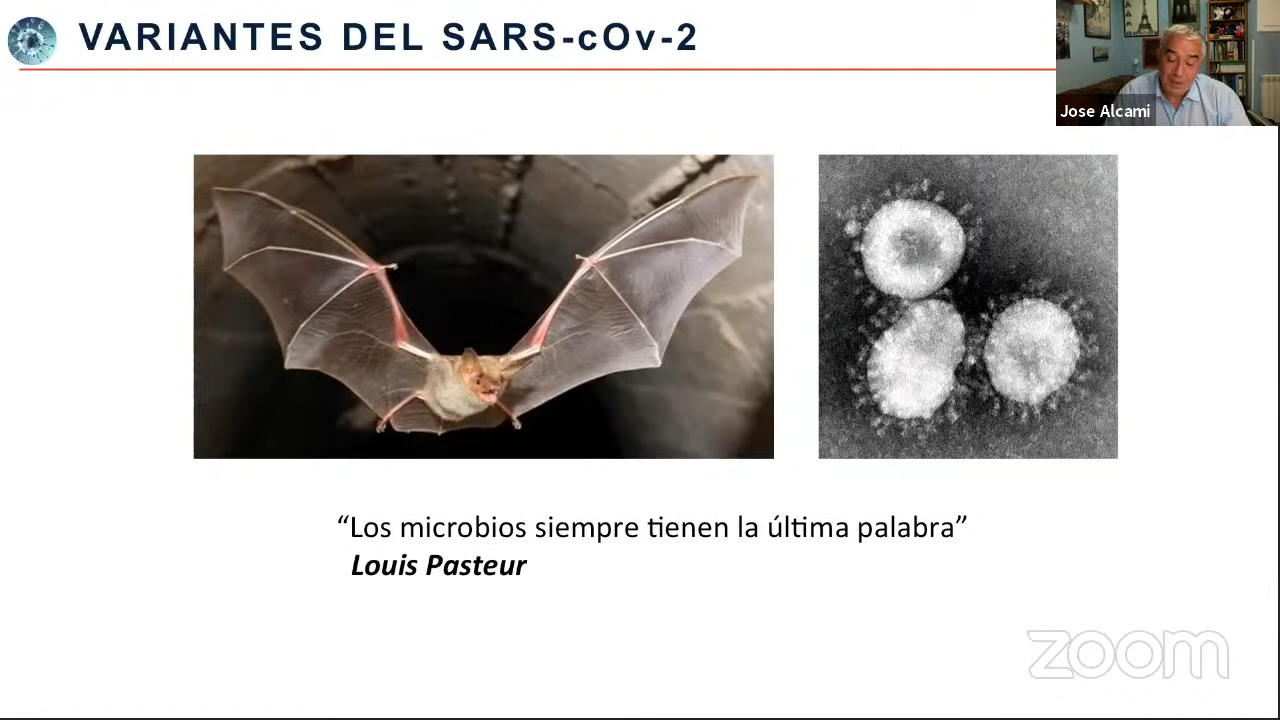 VARIANTES DEL SARS-cOv-2
Jose Alcami
“Los microbios siempre tienen la última palabra”
Louis Pasteur
zoom